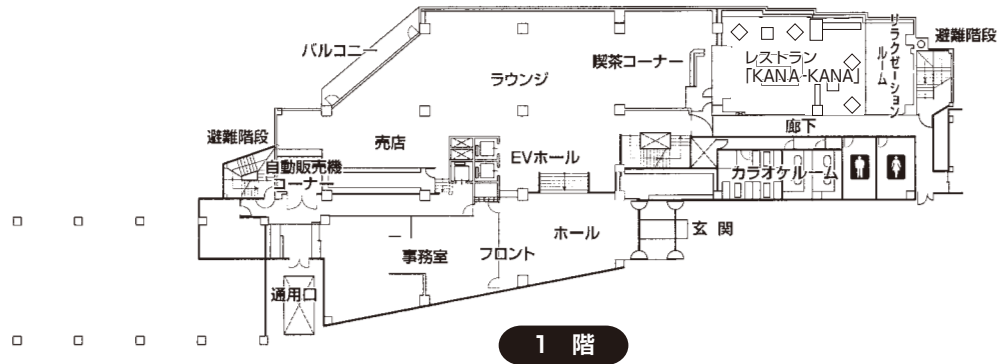 バルコニー
ラウンジ
喫茶コーナー
レストラン
「KANA-KANA」
リラクゼーション
ルーム
避難階段
避難階段
売店
自動販売機
コーナー
EVホール
廊下
カラオケルーム
ホール
玄関
事務室
フロント
通用口
1 階